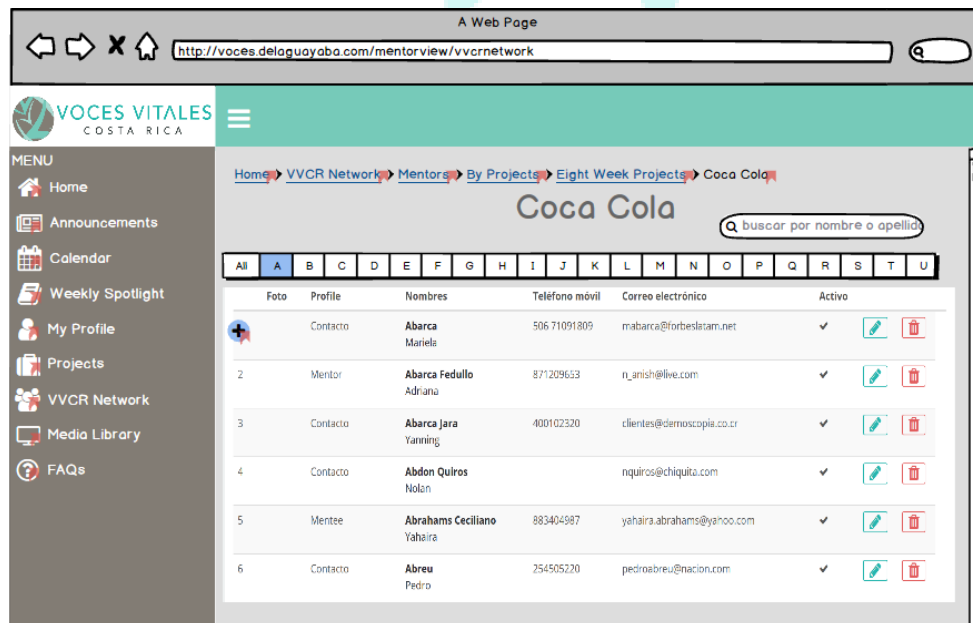 A Web Page
http://voces.delaguayaba.com/mentorview/vvcrnetwork
VOCES VITALES
COSTA RICA
MENU
Home
Announcements
Calendar
Weekly Spotlight
My Profile
Projects
VVCR Network
Media Library
FAQs
Home VVCR Network Mentors By Projects Eight Week Projects Coca Cola
Coca Cola
buscar por nombre o apellido
All A B C D E F G H I J K L M N O P Q R S T U
Foto Profile Nombres Teléfono móvil Correo electrónico Activo
Contacto Abarca 506 71091809 mabarca@forbeslatam.net
Mariela
2 Mentor Abarca Fedullo 871209653 n_anish@live.com
Adriana
3 Contacto Abarca Jara 400102320 clientes@demoscopia.co.cr
Yanning
4 Contacto Abdon Quiros nquiros@chiquita.com
Nolan
5 Mentee Abrahams Ceciliano 883404987 yahaira.abrahams@yahoo.com
Yahaira
6 Contacto Abreu 254505220 pedroabreu@nacion.com
Pedro